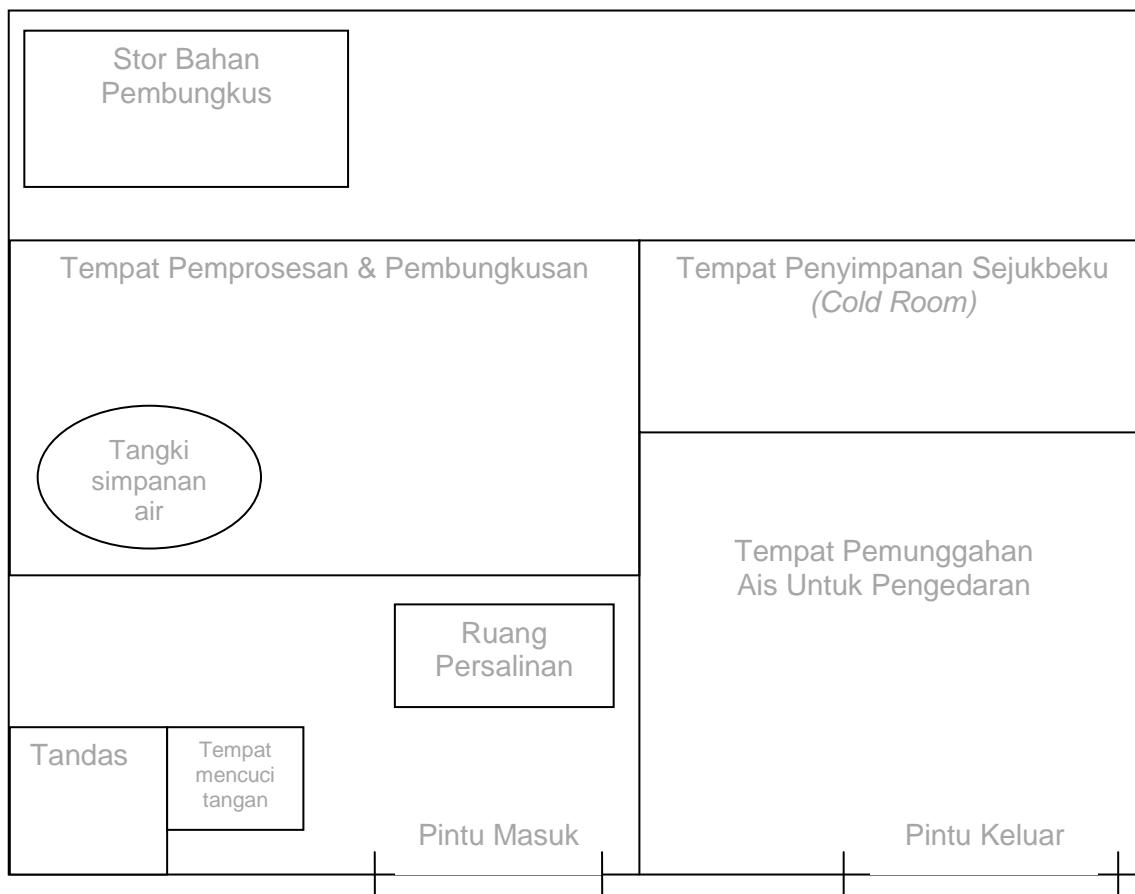 Stor Bahan
Pembungkus
Tempat Pemprosesan & Pembungkusan
Tempat Penyimpanan Sejukbeku
(Cold Room)
Tangki
simpanan
air
Tempat Pemunggahan
Ais Untuk Pengedaran
Ruang
Persalinan
Tandas
Tempat
mencuci
tangan
Pintu Masuk
Pintu Keluar